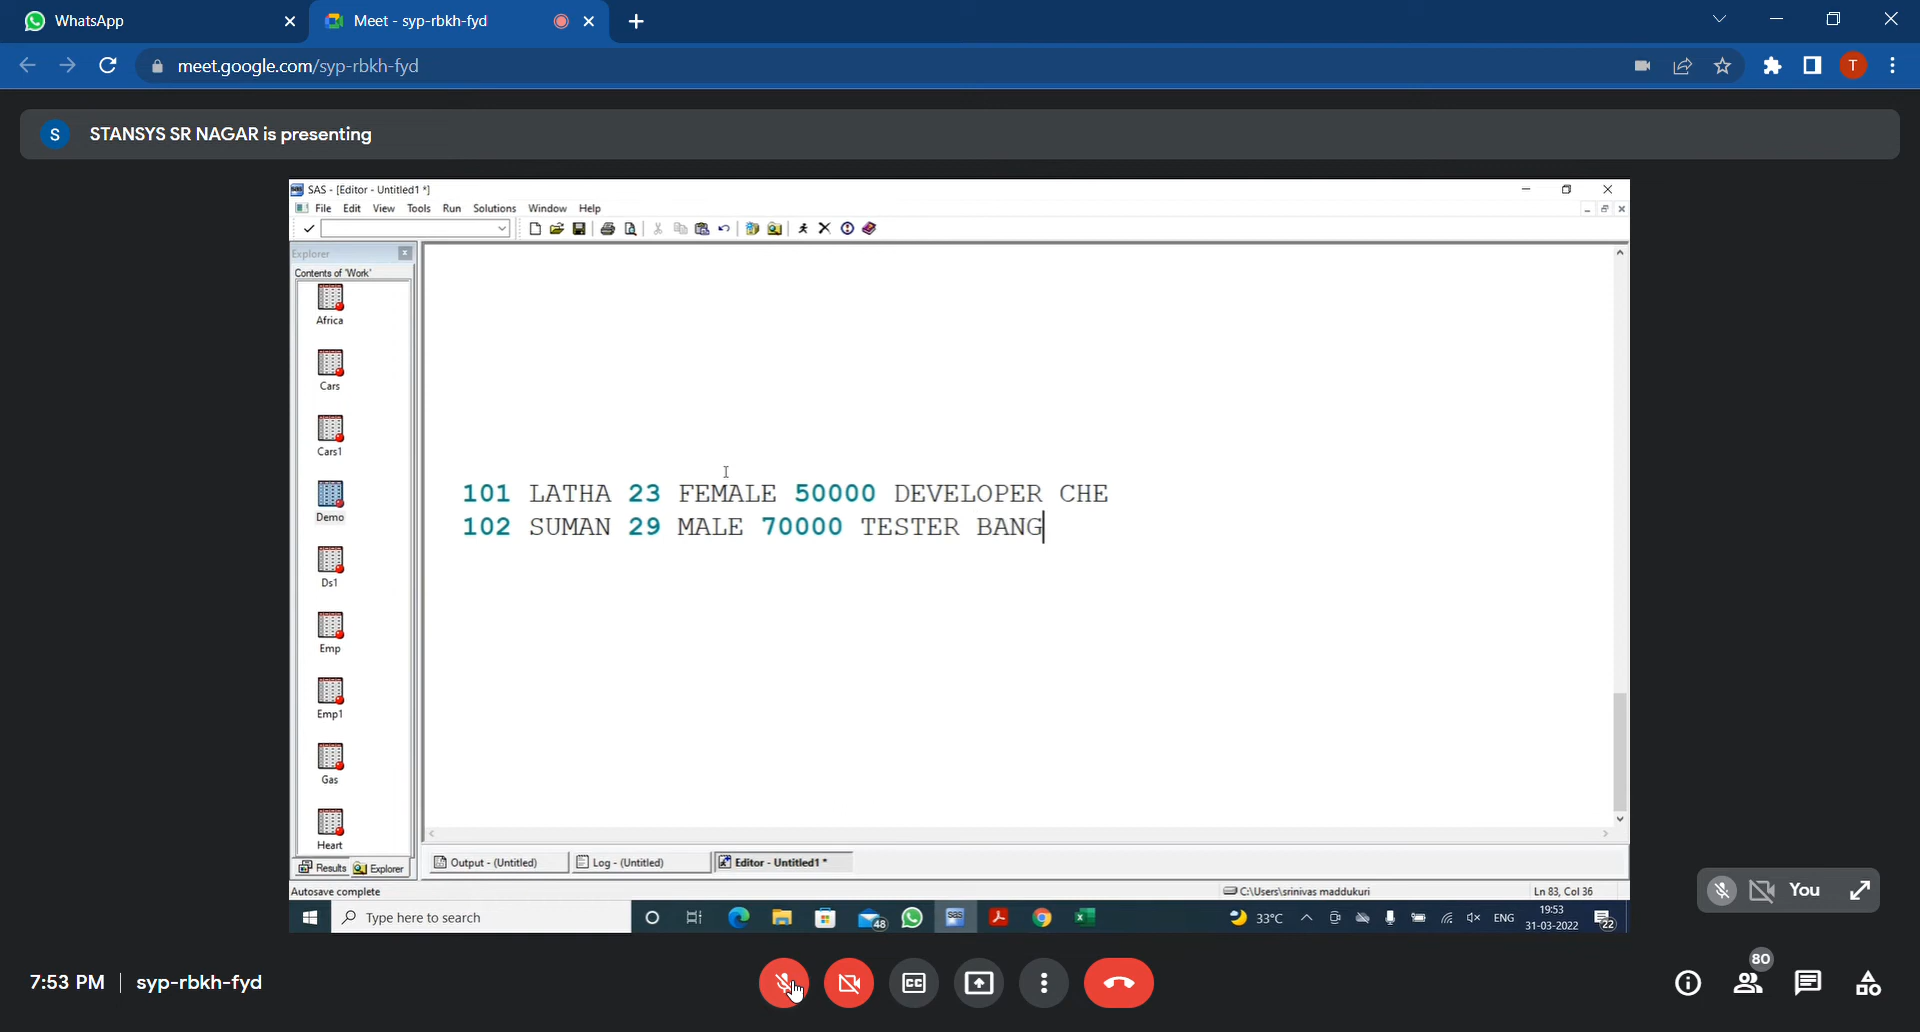 WhatsApp
Meet - syp-rbkh-fyd
meet.google.com/syp-rbkh-fyd
T
S STANSYS SR NAGAR is presenting
SAS - [Editor - Untitled1 *]
File Edit View Tools Run Solutions Window Help
Explorer
Contents of 'Work'
Africa
Cars
Cars1
Demo
Ds1
Emp
Emp1
Gas
Heart
101 LATHA 23 FEMALE 50000 DEVELOPER CHE
102 SUMAN 29 MALE 70000 TESTER BANG
Results Explorer
Output - (Untitled) Log - (Untitled) Editor - Untitled1 *
Autosave complete C:\Users\srinivas maddukuri Ln 83, Col 36
Type here to search 48 sas 33°C ENG 19:53
31-03-2022 22
You
7:53 PM | syp-rbkh-fyd
CC
80